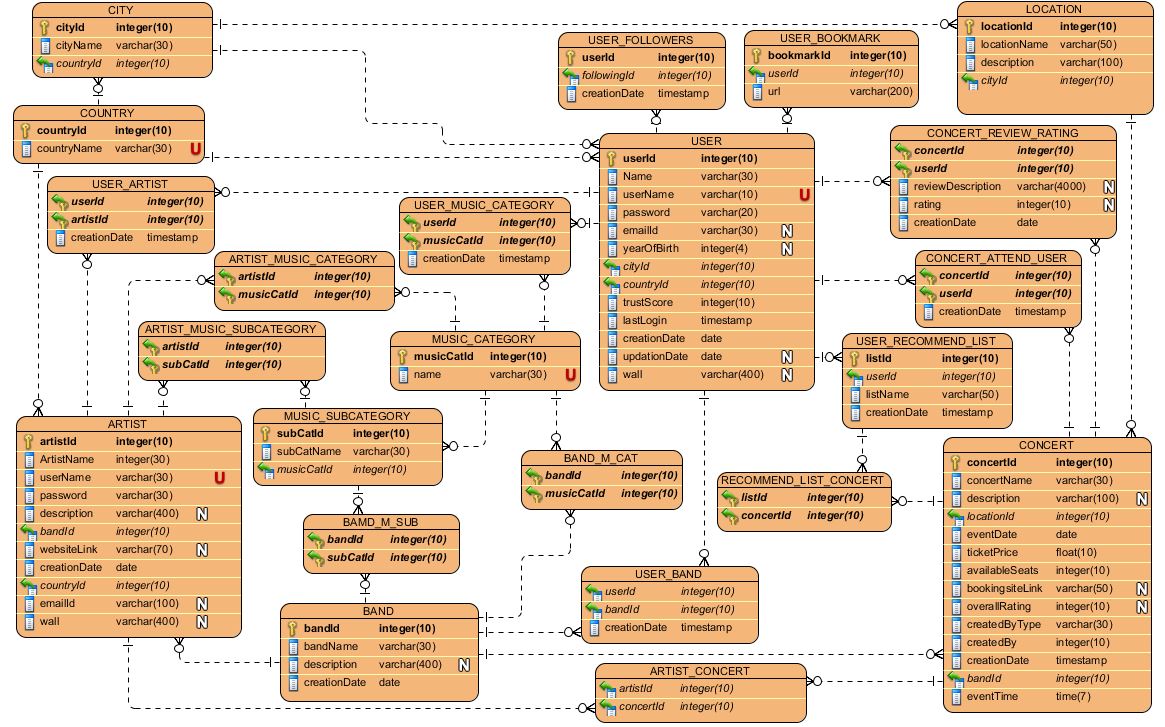 CITY
cityId integer(10)
cityName varchar(30)
countryId integer(10)
COUNTRY
countryId integer(10)
countryName varchar(30) U
USER_ARTIST
userId integer(10)
artistId integer(10)
creationDate timestamp
ARTIST_MUSIC_CATEGORY
artistId integer(10)
musicCatId integer(10)
ARTIST_MUSIC_SUBCATEGORY
artistId integer(10)
subCatId integer(10)
ARTIST
artistId integer(10)
ArtistName integer(30)
userName varchar(30) U
password varchar(30)
description varchar(400) N
bandId integer(10)
websiteLink varchar(70) N
creationDate date
countryId integer(10)
emailId varchar(100) N
wall varchar(400) N
USER_FOLLOWERS
userId integer(10)
followingId integer(10)
creationDate timestamp
USER_BOOKMARK
bookmarkId integer(10)
userId integer(10)
url varchar(200)
USER_MUSIC_CATEGORY
userId integer(10)
musicCatId integer(10)
creationDate timestamp
USER
userId integer(10)
Name varchar(30)
userName varchar(10) U
password varchar(20)
emailId varchar(30) N
yearOfBirth integer(4) N
cityId integer(10)
countryId integer(10)
trustScore integer(10)
lastLogin timestamp
creationDate date
updationDate date N
wall varchar(400) N
MUSIC_CATEGORY
musicCatId integer(10)
name varchar(30) U
MUSIC_SUBCATEGORY
subCatId integer(10)
subCatName varchar(30)
musicCatId integer(10)
BAND_M_CAT
bandId integer(10)
musicCatId integer(10)
BAMD_M_SUB
bandId integer(10)
subCatId integer(10)
BAND
bandId integer(10)
bandName varchar(30)
description varchar(400) N
creationDate date
USER_BAND
userId integer(10)
bandId integer(10)
creationDate timestamp
ARTIST_CONCERT
artistId integer(10)
concertId integer(10)
LOCATION
locationId integer(10)
locationName varchar(50)
description varchar(100)
cityId integer(10)
CONCERT_REVIEW_RATING
concertId integer(10)
userId integer(10)
reviewDescription varchar(4000) N
rating integer(10) N
creationDate date
CONCERT_ATTEND_USER
concertId integer(10)
userId integer(10)
creationDate timestamp
USER_RECOMMEND_LIST
listId integer(10)
userId integer(10)
listName varchar(50)
creationDate timestamp
RECOMMEND_LIST_CONCERT
listId integer(10)
concertId integer(10)
CONCERT
concertId integer(10)
concertName varchar(30)
description varchar(100) N
locationId integer(10)
eventDate date
ticketPrice float(10)
availableSeats integer(10)
bookingsiteLink varchar(50) N
overallRating integer(10) N
createdByType varchar(30)
createdBy integer(10)
creationDate timestamp
bandId integer(10)
eventTime time(7)